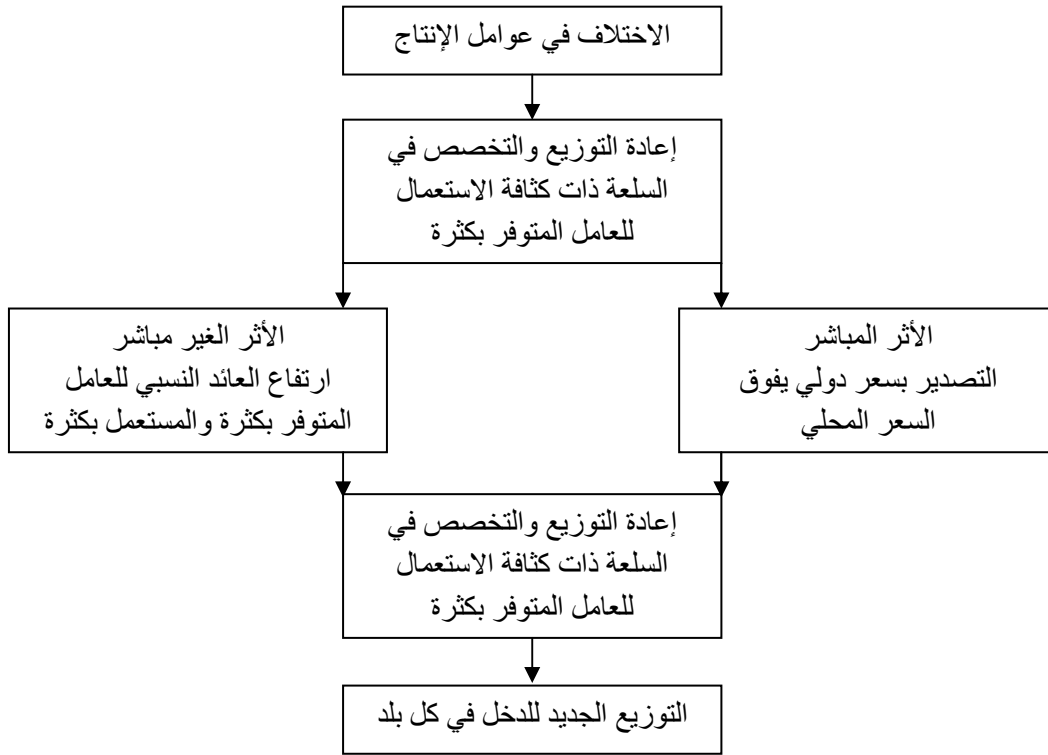 الاختلاف في عوامل الإنتاج
إعادة التوزيع والتخصص في
السلعة ذات كثافة الاستعمال
للعامل المتوفر بكثرة
الأثر المباشر
التصدير بسعر دولي يفوق
السعر المحلي
الأثر الغير مباشر
ارتفاع العائد النسبي للعامل
المتوفر بكثرة والمستعمل بكثرة
إعادة التوزيع والتخصص في
السلعة ذات كثافة الاستعمال
للعامل المتوفر بكثرة
التوزيع الجديد للدخل في كل بلد